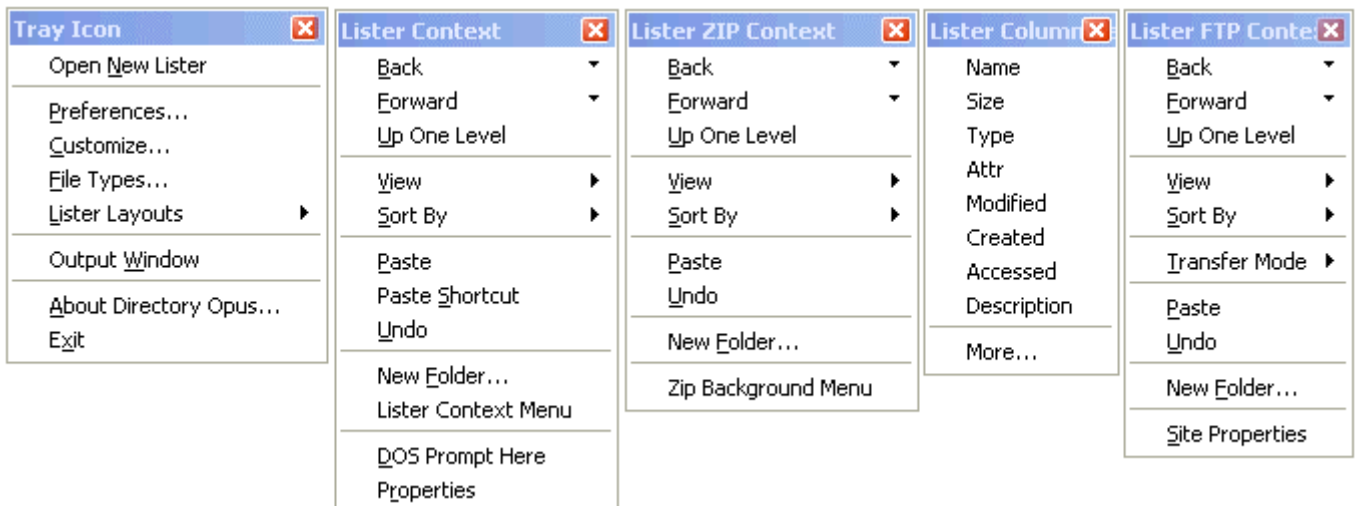 Tray Icon
Open New Lister
Preferences...
Customize...
File Types...
Lister Layouts
Output Window
About Directory Opus...
Exit
Lister Context
Back
Forward
Up One Level
View
Sort By
Paste
Paste Shortcut
Undo
New Folder...
Lister Context Menu
DOS Prompt Here
Properties
Lister ZIP Context
Back
Forward
Up One Level
View
Sort By
Paste
Undo
New Folder...
Zip Background Menu
Lister Column
Name
Size
Type
Attr
Modified
Created
Accessed
Description
More...
Lister FTP Conte
Back
Forward
Up One Level
View
Sort By
Transfer Mode
Paste
Undo
New Folder...
Site Properties